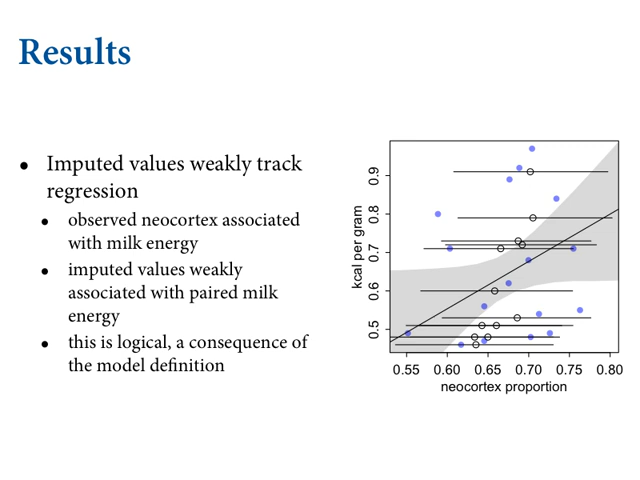 Results
• Imputed values weakly track
regression
• observed neocortex associated
with milk energy
• imputed values weakly
associated with paired milk
energy
• this is logical, a consequence of
the model definition
kcal per gram
0.9
0.8
0.7
0.6
0.5
0.55 0.60 0.65 0.70 0.75 0.80
neocortex proportion